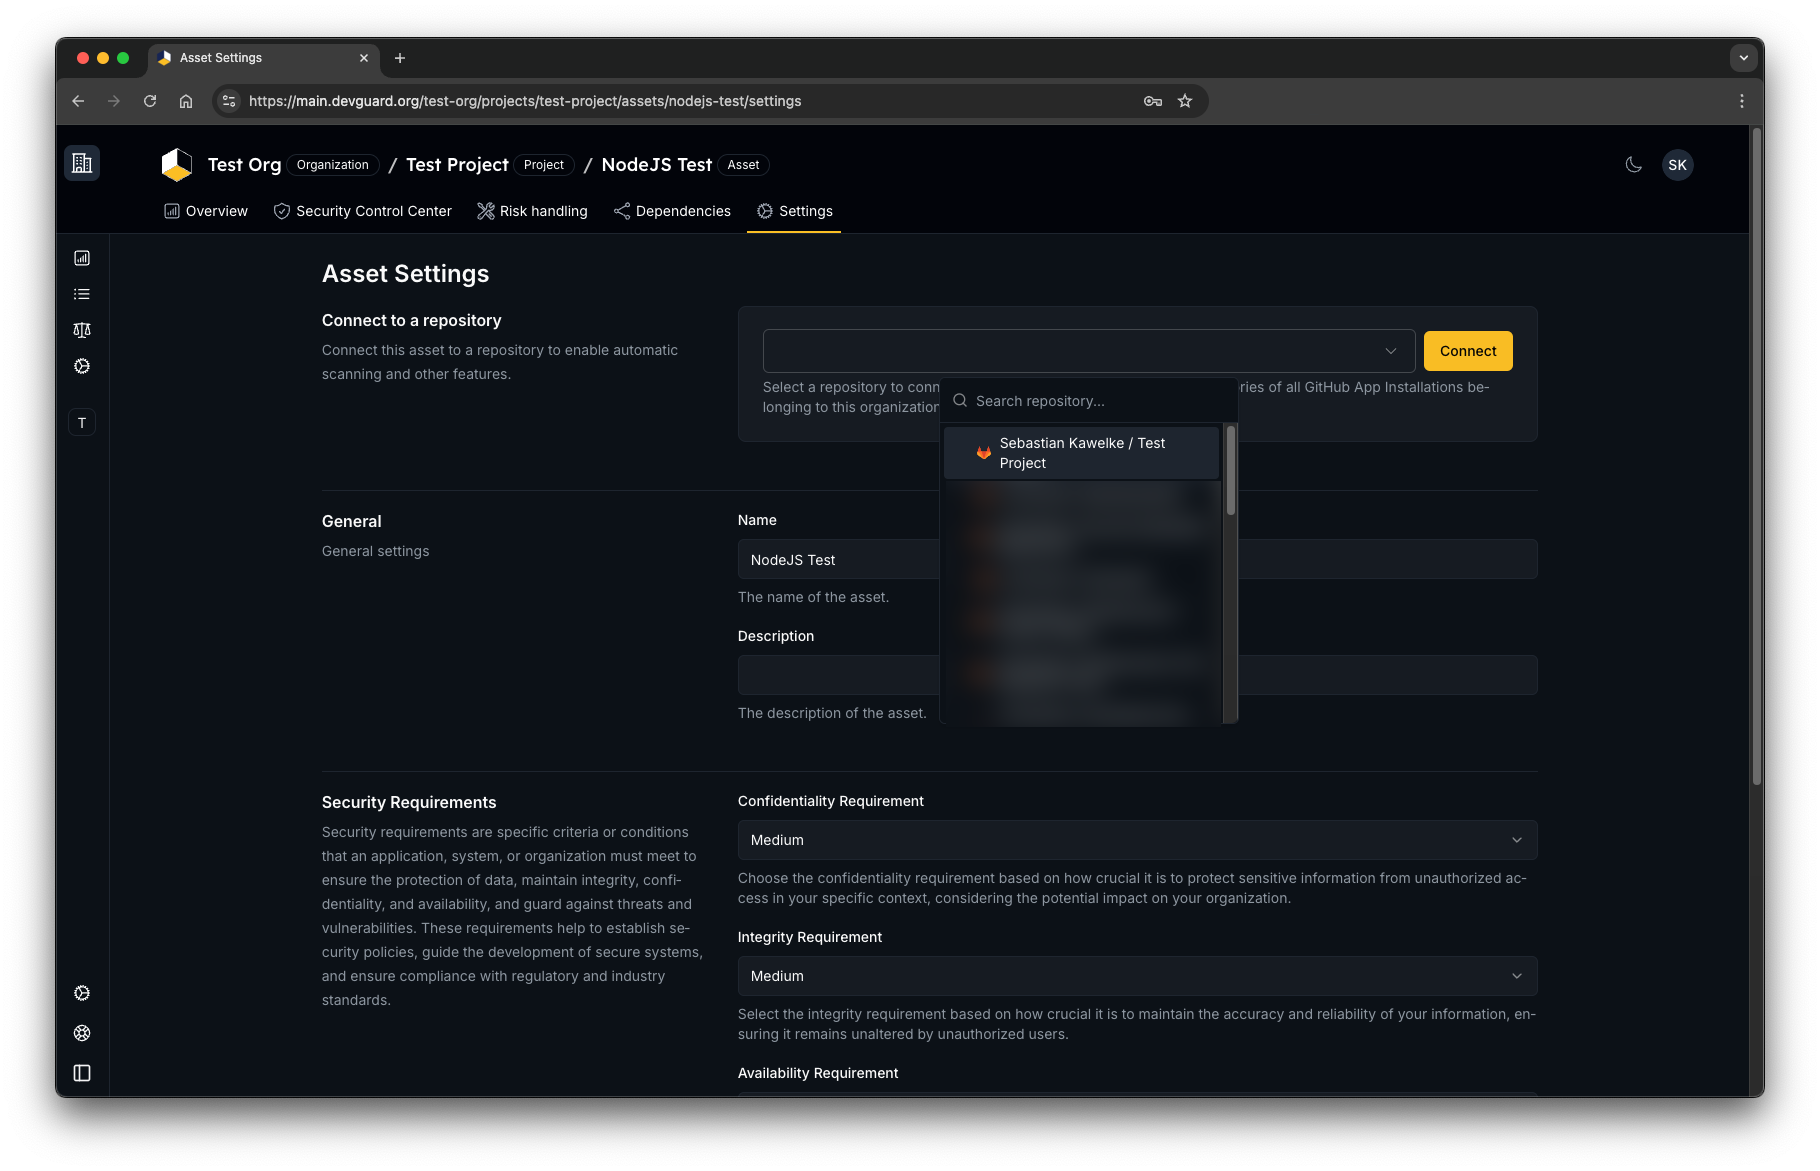 Asset Settings
https://main.devguard.org/test-org/projects/test-project/assets/nodejs-test/settings
Test Org Organization / Test Project Project / NodeJS Test Asset
SK
Overview Security Control Center Risk handling Dependencies Settings
T
Asset Settings
Connect to a repository
Connect this asset to a repository to enable automatic
scanning and other features.
Connect
Select a repository to conn ries of all GitHub App Installations be-
longing to this organization
Search repository...
Sebastian Kawelke / Test
Project
General
General settings
Name
NodeJS Test
The name of the asset.
Description
The description of the asset.
Security Requirements
Security requirements are specific criteria or conditions
that an application, system, or organization must meet to
ensure the protection of data, maintain integrity, confi-
dentiality, and availability, and guard against threats and
vulnerabilities. These requirements help to establish se-
curity policies, guide the development of secure systems,
and ensure compliance with regulatory and industry
standards.
Confidentiality Requirement
Medium
Choose the confidentiality requirement based on how crucial it is to protect sensitive information from unauthorized ac-
cess in your specific context, considering the potential impact on your organization.
Integrity Requirement
Medium
Select the integrity requirement based on how crucial it is to maintain the accuracy and reliability of your information, en-
suring it remains unaltered by unauthorized users.
Availability Requirement